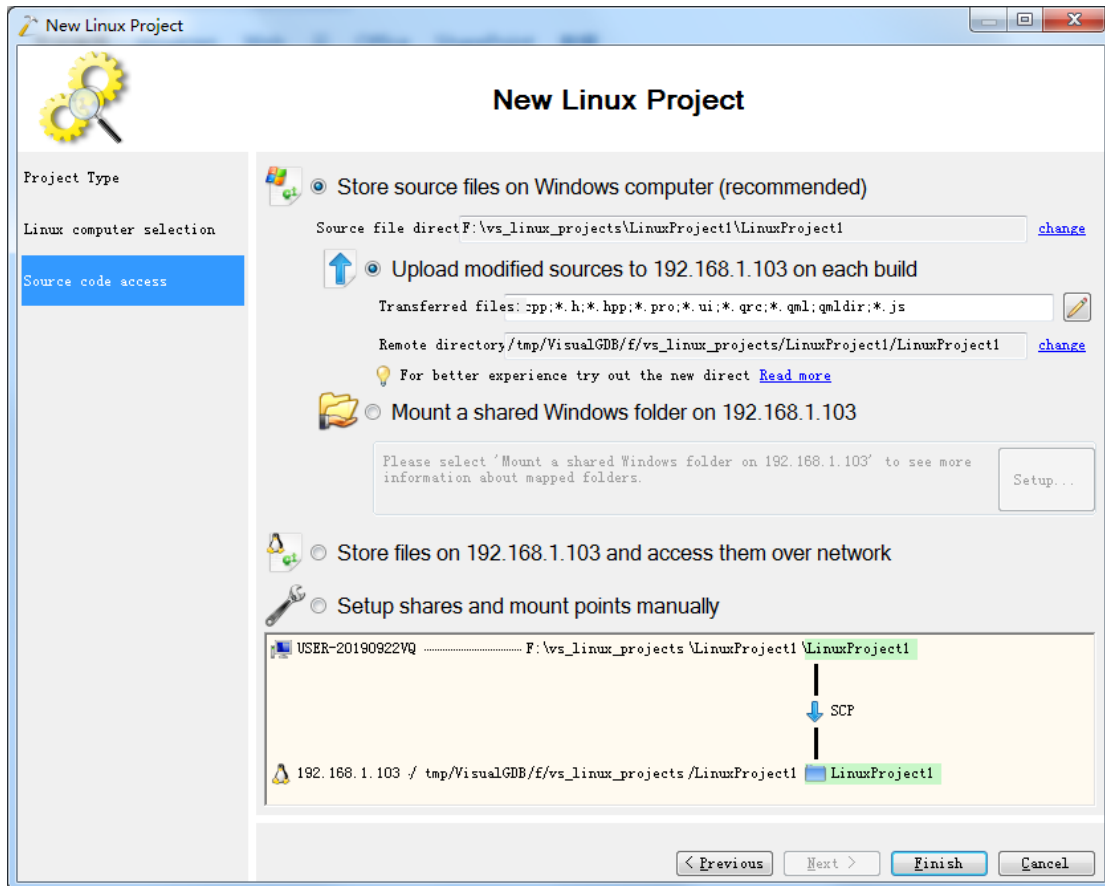 New Linux Project
New Linux Project
Project Type
Linux computer selection
Source code access
Store source files on Windows computer (recommended)
Source file direct F:\vs_linux_projects\LinuxProject1\LinuxProject1 change
Upload modified sources to 192.168.1.103 on each build
Transferred files: cpp;*.h;*.hpp;*.pro;*.ui;*.qrc;*.qml;qmldir;*.js
Remote directory /tmp/VisualGDB/f/vs_linux_projects/LinuxProject1/LinuxProject1 change
For better experience try out the new direct Read more
Mount a shared Windows folder on 192.168.1.103
Please select 'Mount a shared Windows folder on 192.168.1.103' to see more
information about mapped folders.
Setup...
Store files on 192.168.1.103 and access them over network
Setup shares and mount points manually
USER-20190922VQ F:\vs_linux_projects \LinuxProject1 \LinuxProject1
SCP
192.168.1.103 / tmp/VisualGDB/f/vs_linux_projects /LinuxProject1 LinuxProject1
< Previous Next > Finish Cancel